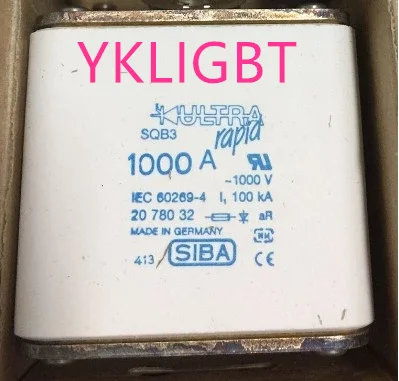 YKLIGBT
ULTRA
rapid
SQB3
1000 A
~1000 V
IEC 60269-4 I, 100 kA
20 780 32 aR
MADE IN GERMANY
413 SIBA CE